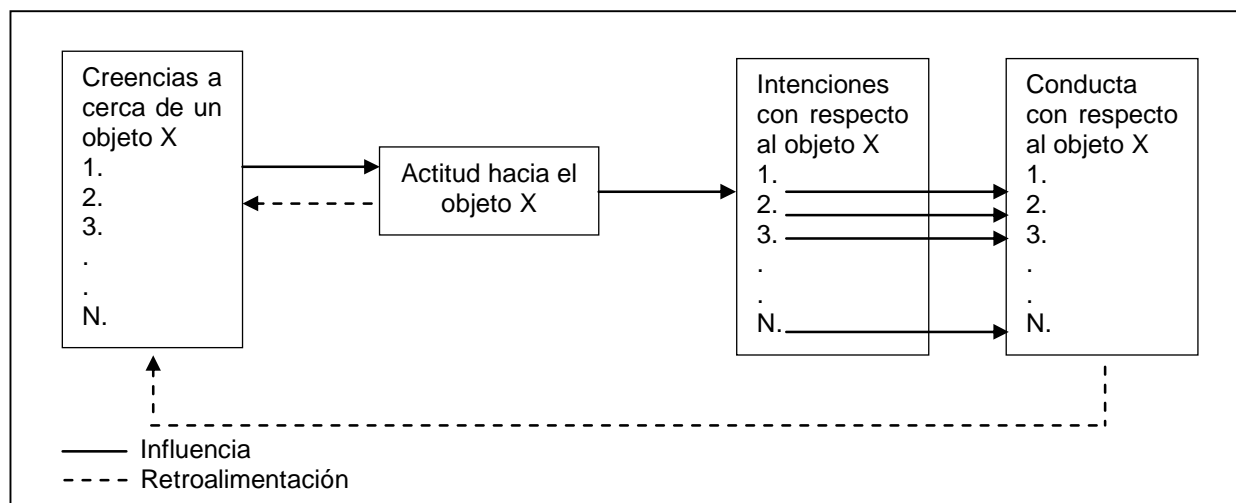 Creencias a
cerca de un
objeto X
1.
2.
3.
.
.
N.
Actitud hacia el
objeto X
Intenciones
con respecto
al objeto X
1.
2.
3.
.
.
N.
Conducta
con respecto
al objeto X
1.
2.
3.
.
.
N.
Influencia
Retroalimentación